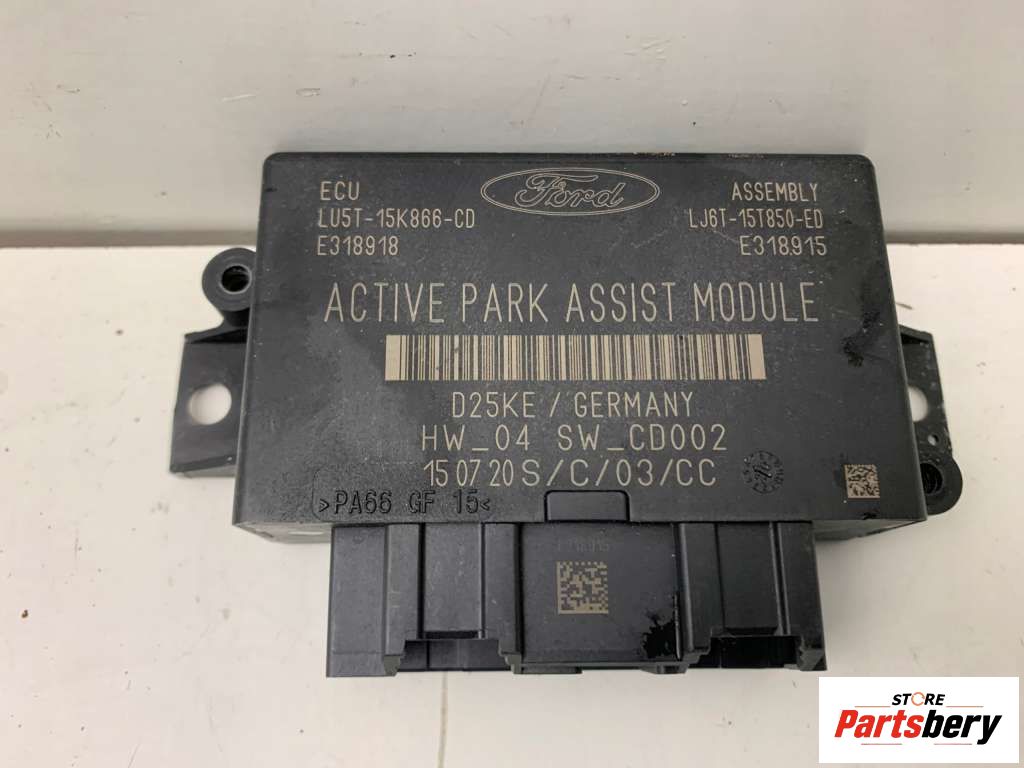 ECU
LU5T-15K866-CD
E318918
Ford
ASSEMBLY
LJ6T-15T850-ED
E318915
ACTIVE PARK ASSIST MODULE
D25KE / GERMANY
HW_04 SW_CD002
15 07 20 S/C/03/CC
>PA66 GF 15<
STORE
Partsbery